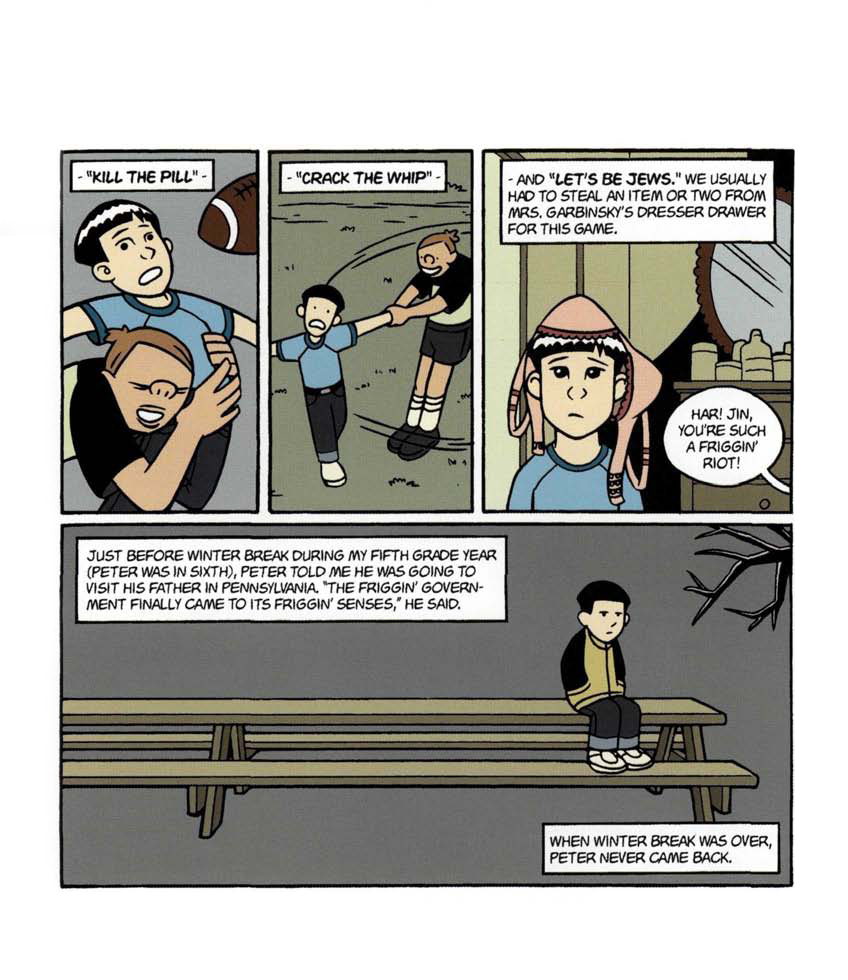 - "KILL THE PILL" -
- "CRACK THE WHIP" -
- AND "LET'S BE JEWS." WE USUALLY
HAD TO STEAL AN ITEM OR TWO FROM
MRS. GARBINSKY'S DRESSER DRAWER
FOR THIS GAME.
HAR! JIN,
YOU'RE SUCH
A FRIGGIN'
RIOT!
JUST BEFORE WINTER BREAK DURING MY FIFTH GRADE YEAR
(PETER WAS IN SIXTH), PETER TOLD ME HE WAS GOING TO
VISIT HIS FATHER IN PENNSYLVANIA. "THE FRIGGIN' GOVERN-
MENT FINALLY CAME TO ITS FRIGGIN' SENSES," HE SAID.
WHEN WINTER BREAK WAS OVER,
PETER NEVER CAME BACK.